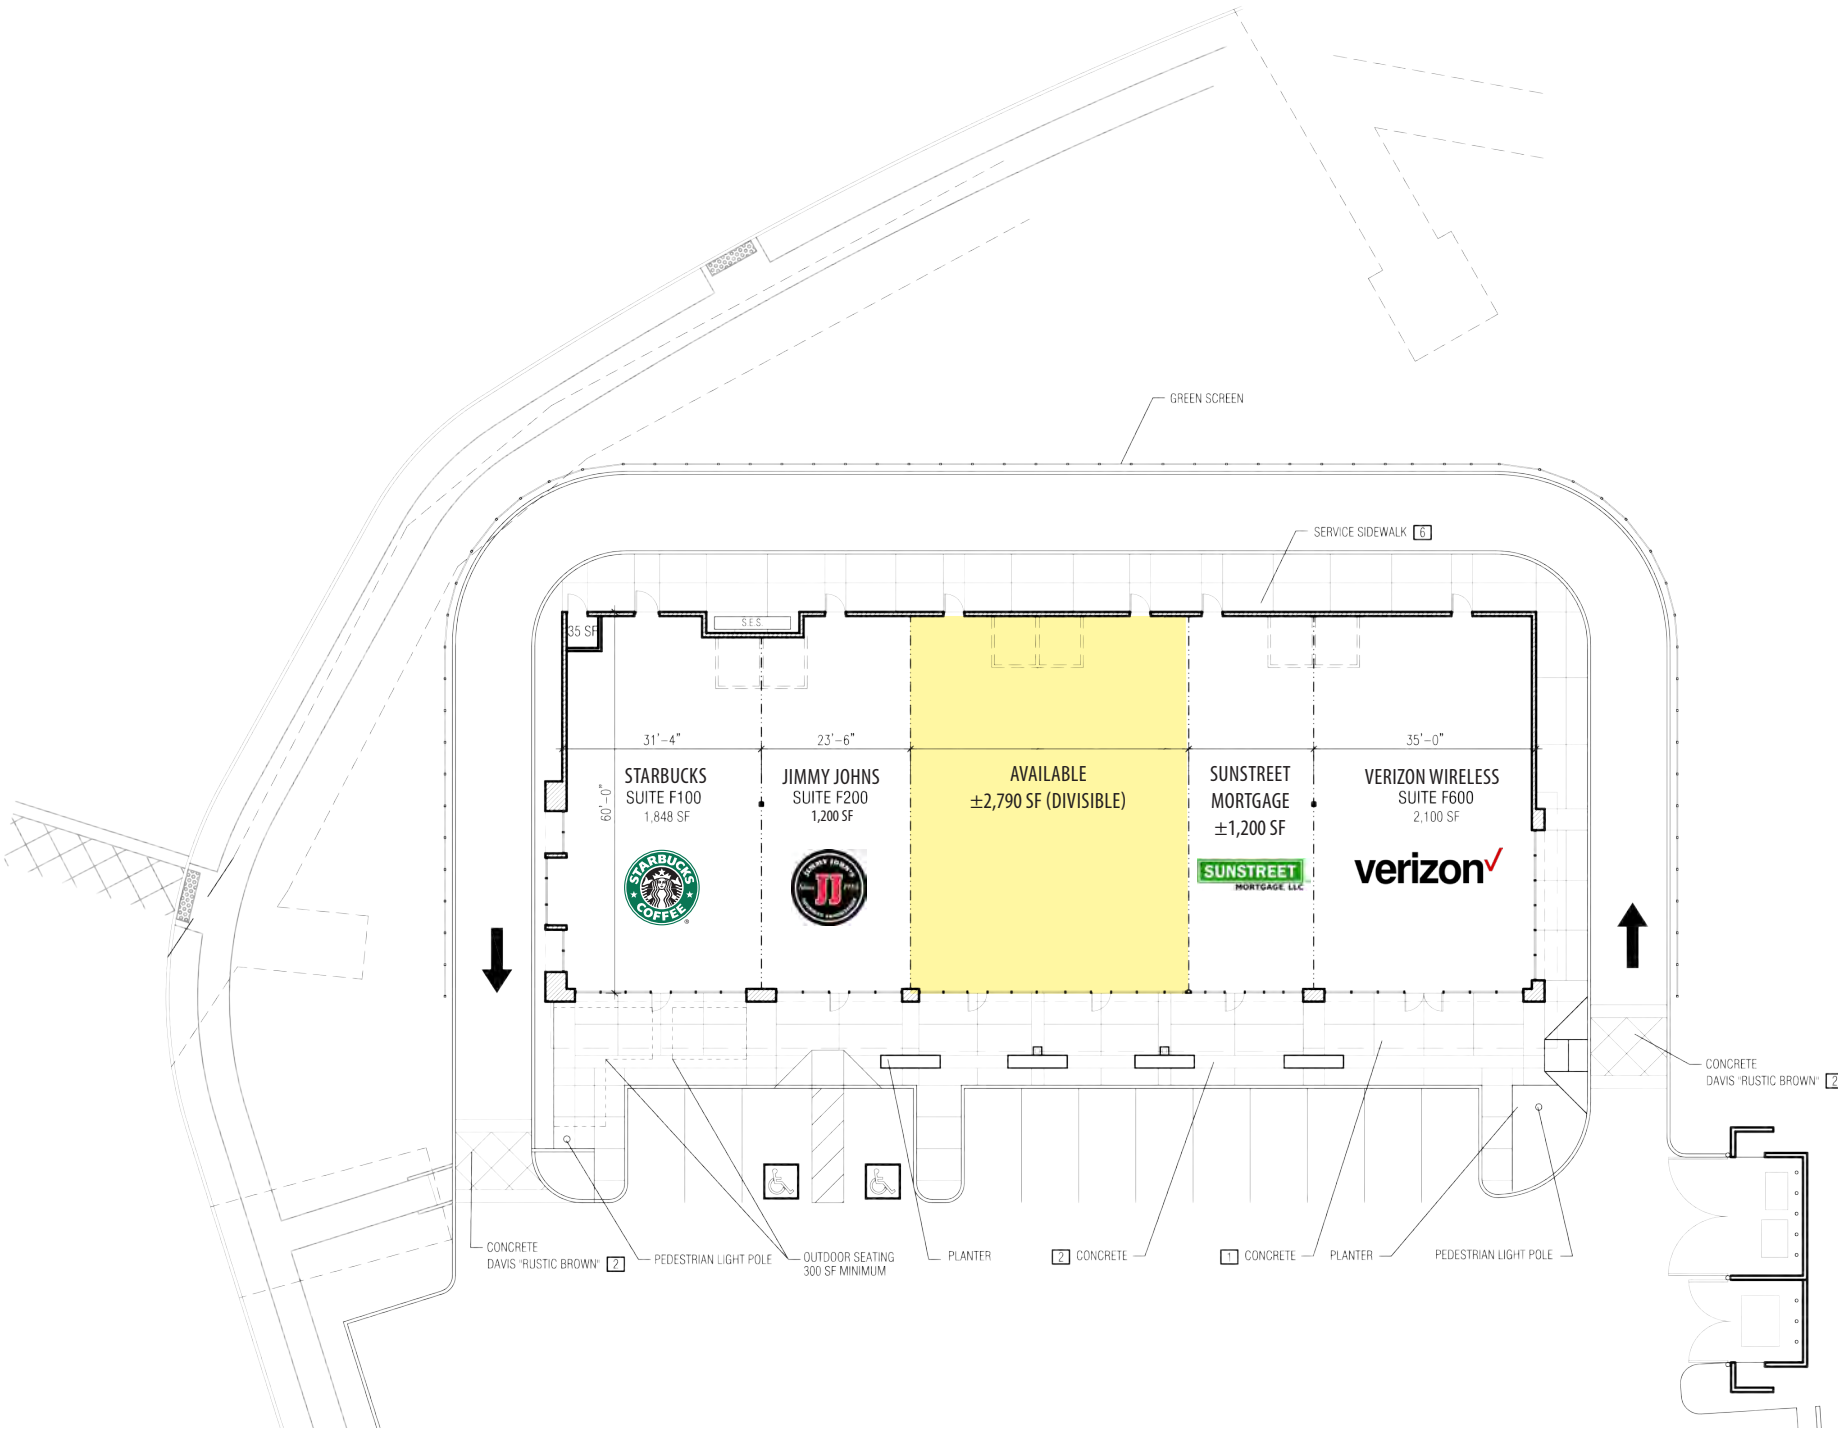 GREEN SCREEN
SERVICE SIDEWALK 6
S.E.S.
35 SF
31'-4"
23'-6"
35'-0"
60'-0"
STARBUCKS
SUITE F100
1,848 SF
JIMMY JOHNS
SUITE F200
1,200 SF
AVAILABLE
±2,790 SF (DIVISIBLE)
SUNSTREET
MORTGAGE
±1,200 SF
VERIZON WIRELESS
SUITE F600
2,100 SF
STARBUCKS
COFFEE
JIMMY JOHN'S
JJ
SUNSTREET
MORTGAGE, LLC
verizon
CONCRETE
DAVIS "RUSTIC BROWN" 2
CONCRETE
DAVIS "RUSTIC BROWN" 2
PEDESTRIAN LIGHT POLE
OUTDOOR SEATING
300 SF MINIMUM
PLANTER
2 CONCRETE
1 CONCRETE
PLANTER
PEDESTRIAN LIGHT POLE